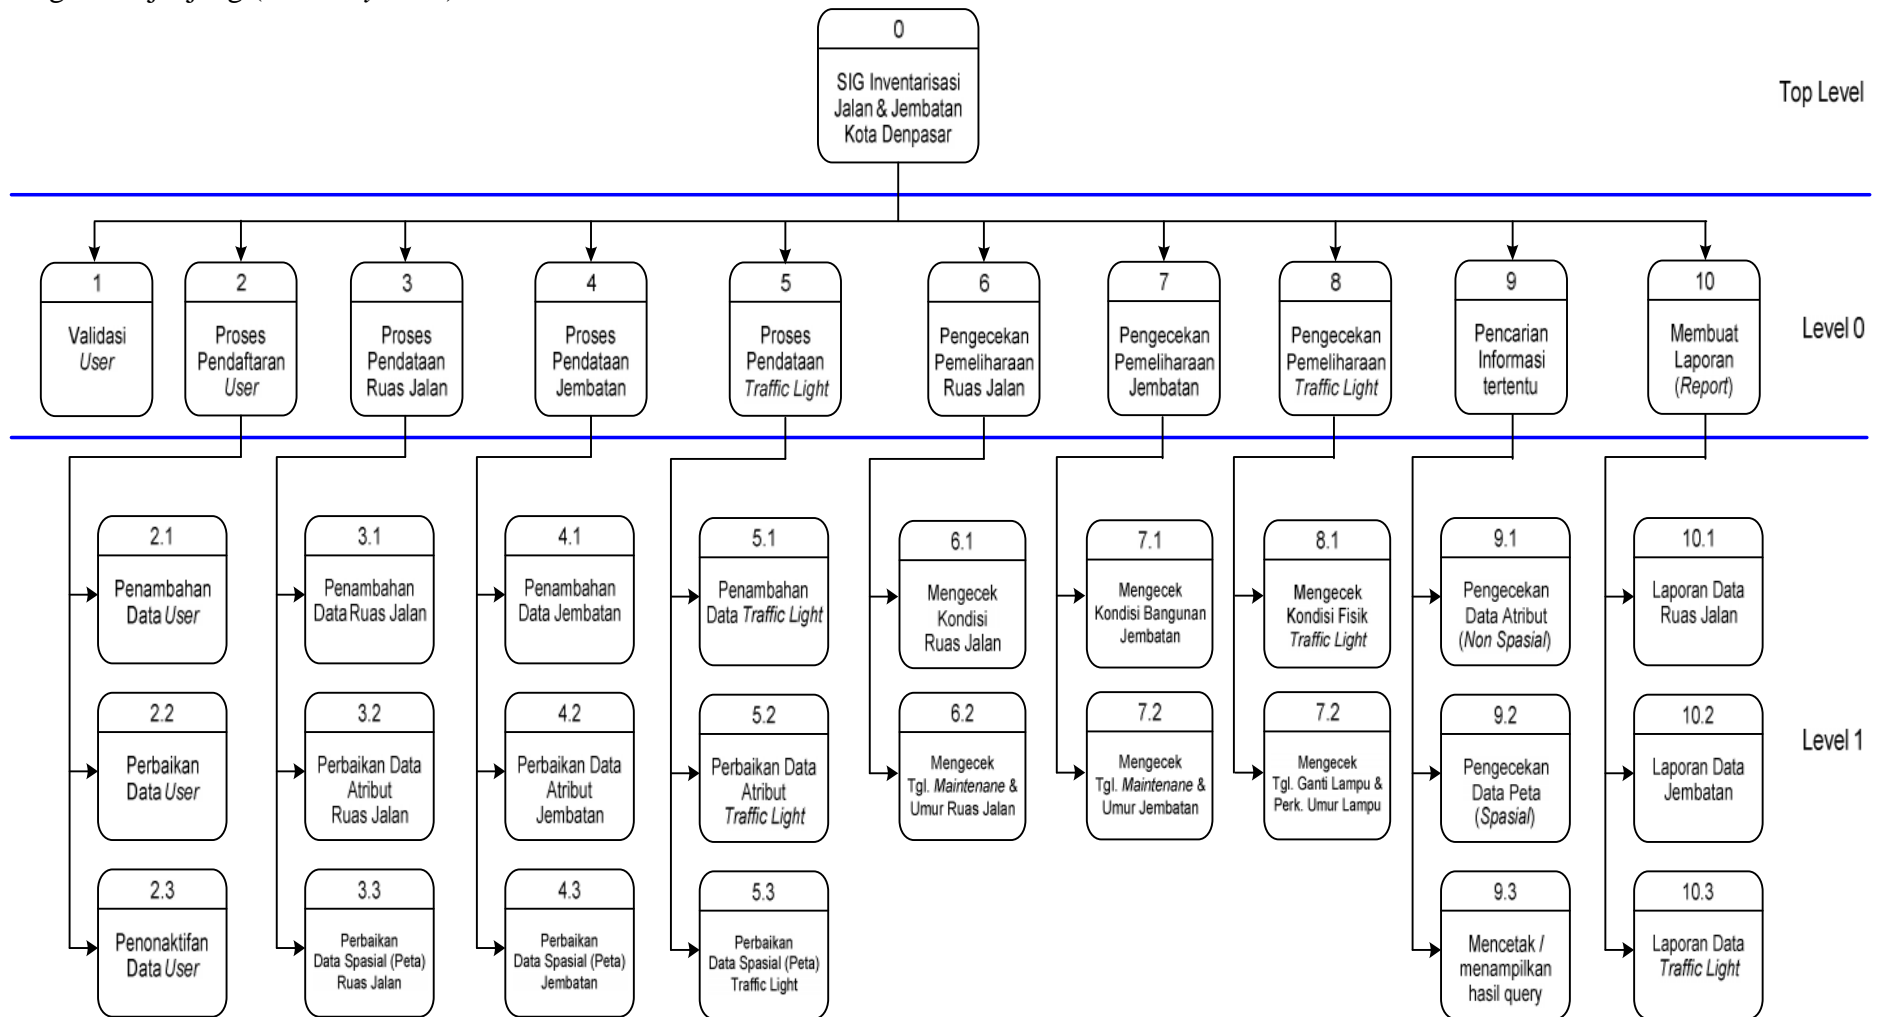 0
SIG Inventarisasi
Jalan & Jembatan
Kota Denpasar
Top Level
1
Validasi
User
2
Proses
Pendaftaran
User
3
Proses
Pendataan
Ruas Jalan
4
Proses
Pendataan
Jembatan
5
Proses
Pendataan
Traffic Light
6
Pengecekan
Pemeliharaan
Ruas Jalan
7
Pengecekan
Pemeliharaan
Jembatan
8
Pengecekan
Pemeliharaan
Traffic Light
9
Pencarian
Informasi
tertentu
10
Membuat
Laporan
(Report)
Level 0
2.1
Penambahan
Data User
3.1
Penambahan
Data Ruas Jalan
4.1
Penambahan
Data Jembatan
5.1
Penambahan
Data Traffic Light
6.1
Mengecek
Kondisi
Ruas Jalan
7.1
Mengecek
Kondisi Bangunan
Jembatan
8.1
Mengecek
Kondisi Fisik
Traffic Light
9.1
Pengecekan
Data Atribut
(Non Spasial)
10.1
Laporan Data
Ruas Jalan
2.2
Perbaikan
Data User
3.2
Perbaikan Data
Atribut
Ruas Jalan
4.2
Perbaikan Data
Atribut
Jembatan
5.2
Perbaikan Data
Atribut
Traffic Light
6.2
Mengecek
Tgl. Maintenane &
Umur Ruas Jalan
7.2
Mengecek
Tgl. Maintenane &
Umur Jembatan
7.2
Mengecek
Tgl. Ganti Lampu &
Perk. Umur Lampu
9.2
Pengecekan
Data Peta
(Spasial)
10.2
Laporan Data
Jembatan
Level 1
2.3
Penonaktifan
Data User
3.3
Perbaikan
Data Spasial (Peta)
Ruas Jalan
4.3
Perbaikan
Data Spasial (Peta)
Jembatan
5.3
Perbaikan
Data Spasial (Peta)
Traffic Light
9.3
Mencetak /
menampilkan
hasil query
10.3
Laporan Data
Traffic Light